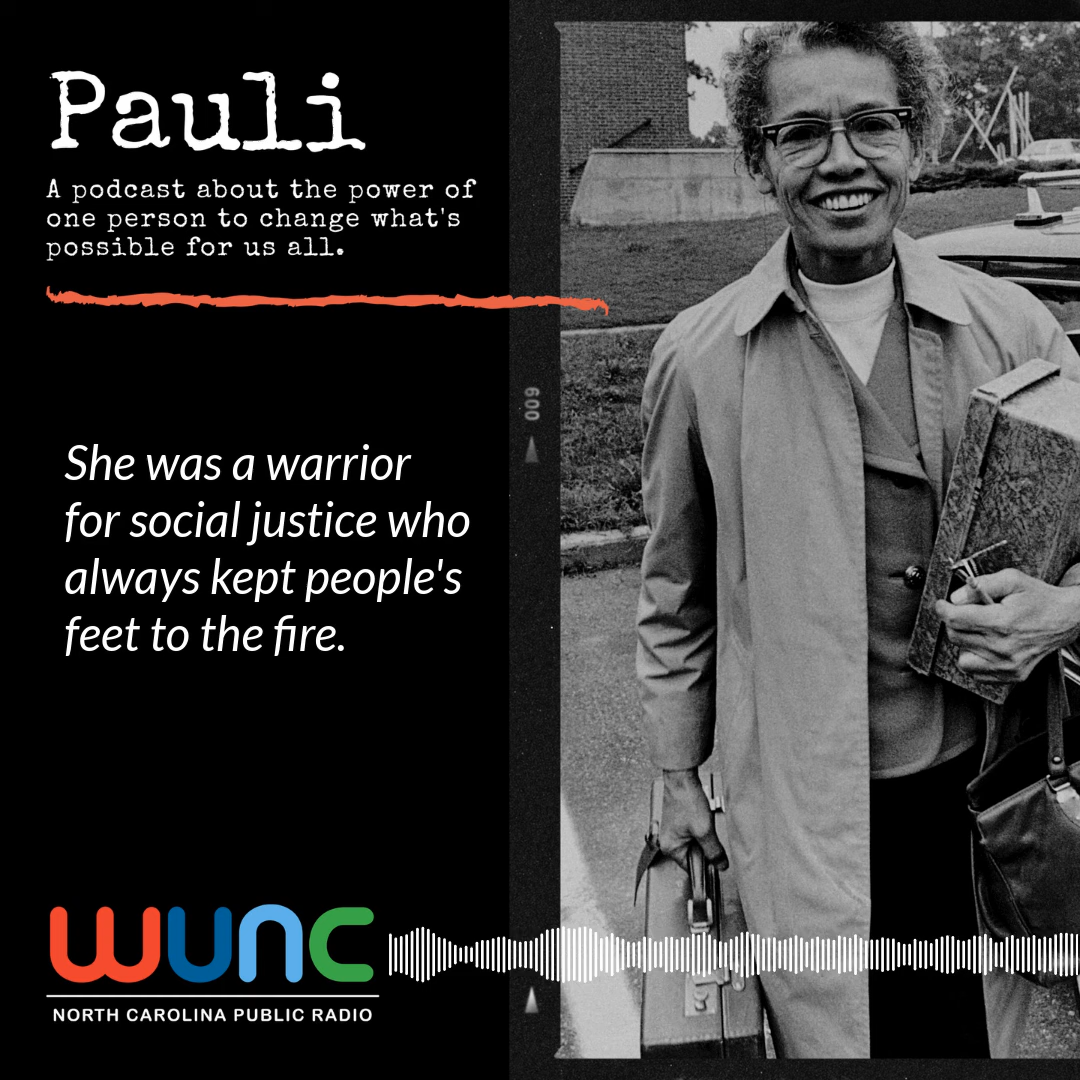 Pauli
A podcast about the power of
one person to change what's
possible for us all.
600
She was a warrior
for social justice who
always kept people's
feet to the fire.
WUNC
NORTH CAROLINA PUBLIC RADIO